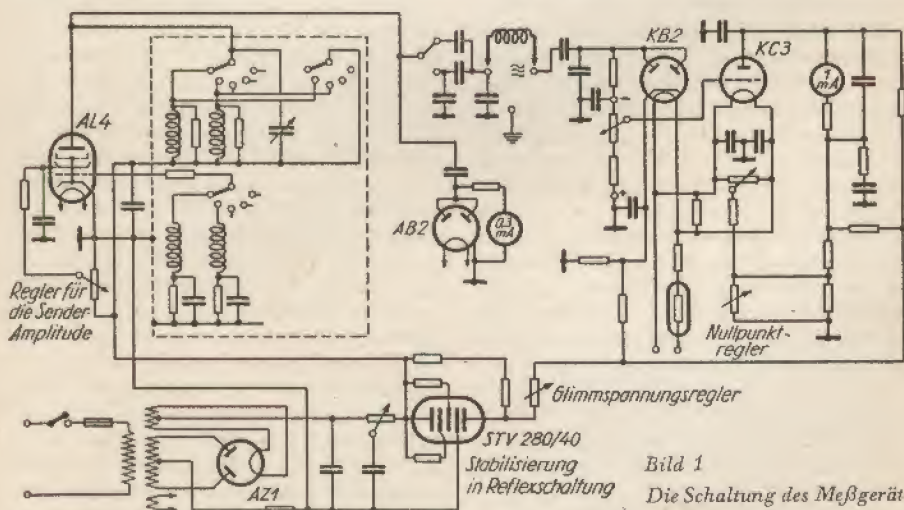 AL4
KB2
KC3
1
mA
AB2
0,3
mA
Regler für
die Sender-
Amplitude
Nullpunkt-
regler
Glimmspannungsregler
STV 280/40
Stabilisierung
in Reflexschaltung
AZ1
Bild 1
Die Schaltung des Meßgerät